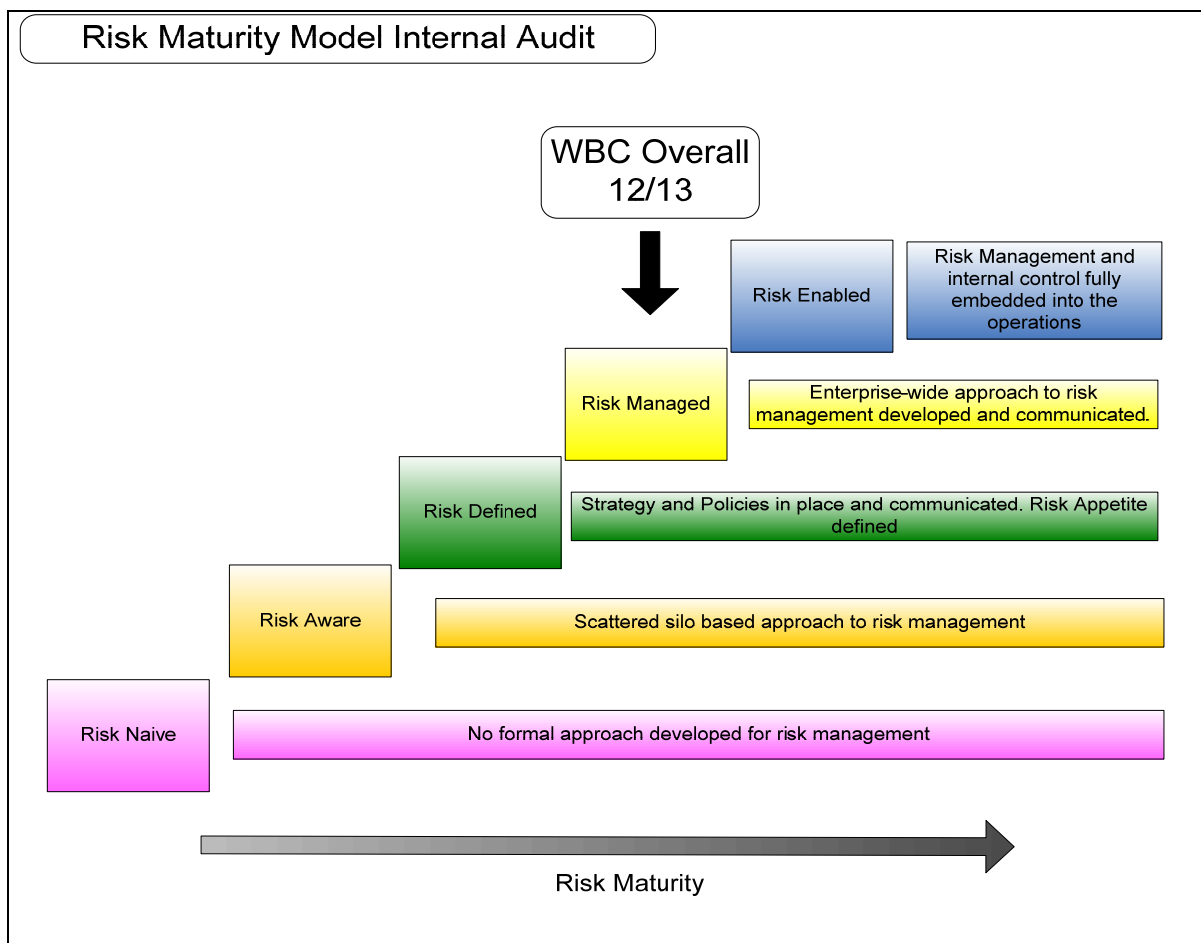 Risk Maturity Model Internal Audit
WBC Overall
12/13
Risk Enabled
Risk Management and
internal control fully
embedded into the
operations
Risk Managed
Enterprise-wide approach to risk
management developed and communicated.
Risk Defined
Strategy and Policies in place and communicated. Risk Appetite
defined
Risk Aware
Scattered silo based approach to risk management
Risk Naive
No formal approach developed for risk management
Risk Maturity